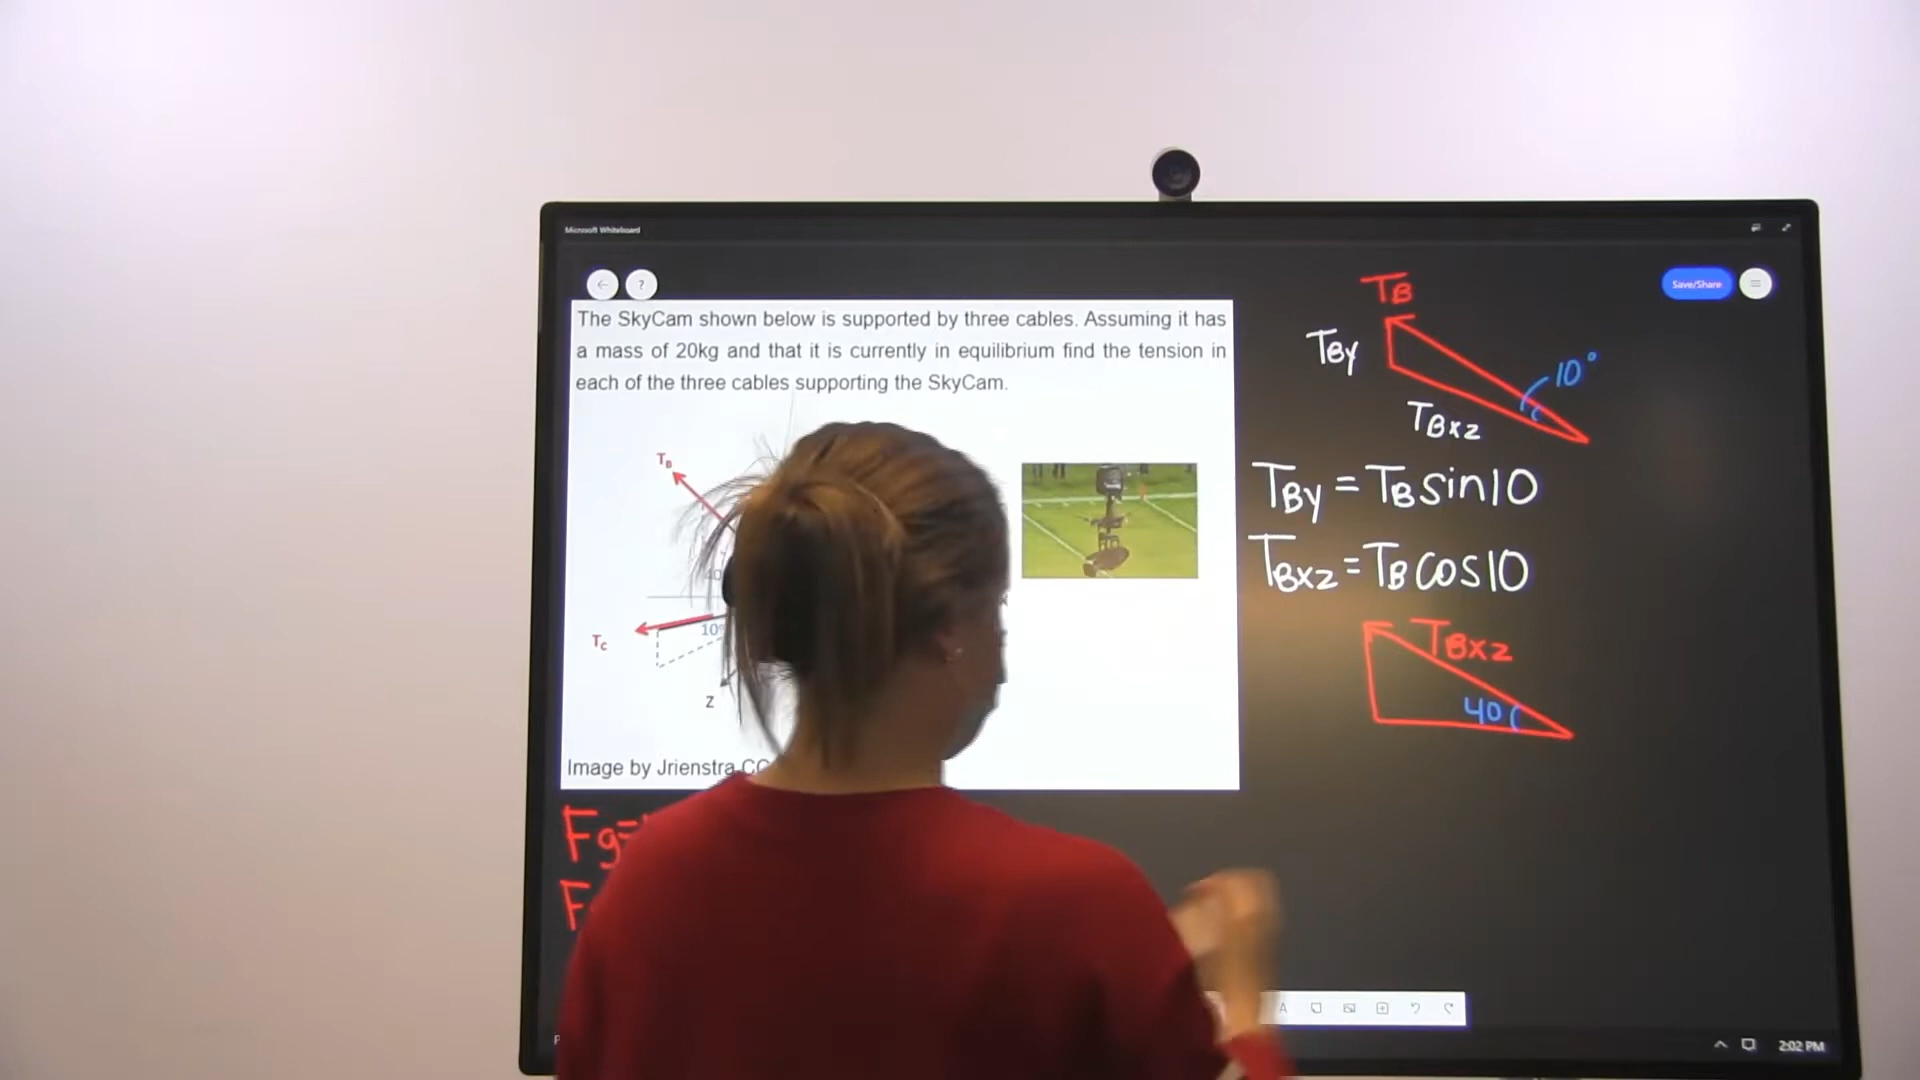 Microsoft Whiteboard
Save/Share
?
The SkyCam shown below is supported by three cables. Assuming it has
a mass of 20kg and that it is currently in equilibrium find the tension in
each of the three cables supporting the SkyCam.
TB
40
TC
10°
Z
Image by Jrienstra CC
Fg=
F
TB
TBy
10°
TBxz
TBy = TB sin10
TBxz = TB cos10
TBxz
40
A
2:02 PM